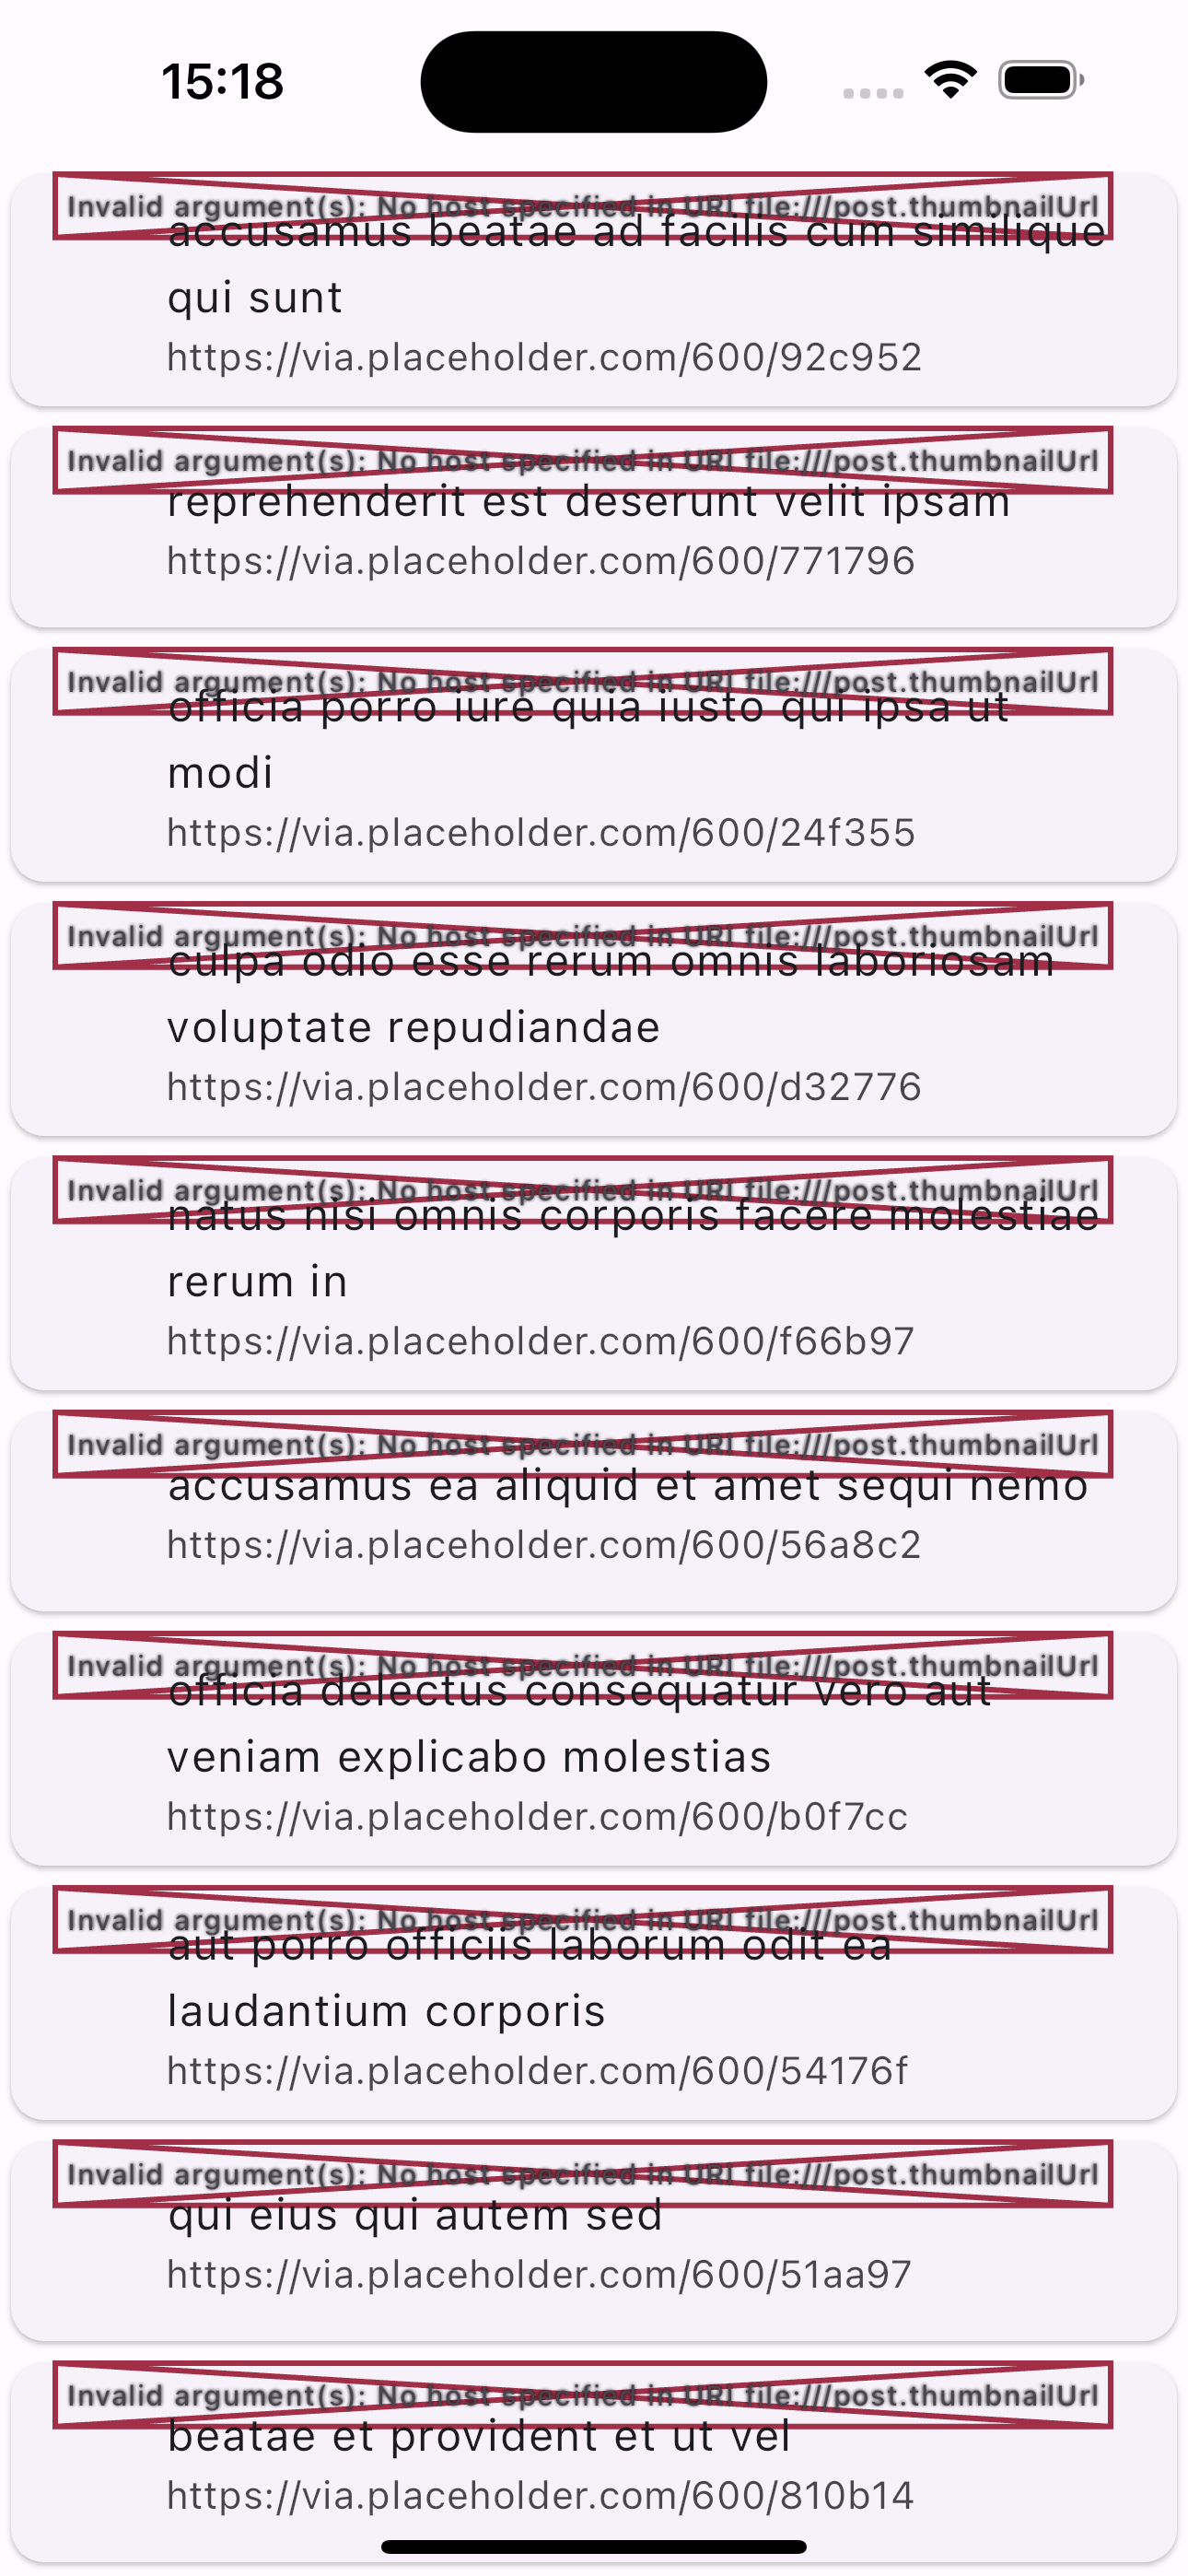 15:18
Invalid argument(s): No host specified in URI file:///post.thumbnailUrl
accusamus beatae ad facilis cum similique
qui sunt
https://via.placeholder.com/600/92c952
Invalid argument(s): No host specified in URI file:///post.thumbnailUrl
reprehenderit est deserunt velit ipsam
https://via.placeholder.com/600/771796
Invalid argument(s): No host specified in URI file:///post.thumbnailUrl
officia porro iure quia iusto qui ipsa ut
modi
https://via.placeholder.com/600/24f355
Invalid argument(s): No host specified in URI file:///post.thumbnailUrl
culpa odio esse rerum omnis laboriosam
voluptate repudiandae
https://via.placeholder.com/600/d32776
Invalid argument(s): No host specified in URI file:///post.thumbnailUrl
natus nisi omnis corporis facere molestiae
rerum in
https://via.placeholder.com/600/f66b97
Invalid argument(s): No host specified in URI file:///post.thumbnailUrl
accusamus ea aliquid et amet sequi nemo
https://via.placeholder.com/600/56a8c2
Invalid argument(s): No host specified in URI file:///post.thumbnailUrl
officia delectus consequatur vero aut
veniam explicabo molestias
https://via.placeholder.com/600/b0f7cc
Invalid argument(s): No host specified in URI file:///post.thumbnailUrl
aut porro officiis laborum odit ea
laudantium corporis
https://via.placeholder.com/600/54176f
Invalid argument(s): No host specified in URI file:///post.thumbnailUrl
qui eius qui autem sed
https://via.placeholder.com/600/51aa97
Invalid argument(s): No host specified in URI file:///post.thumbnailUrl
beatae et provident et ut vel
https://via.placeholder.com/600/810b14